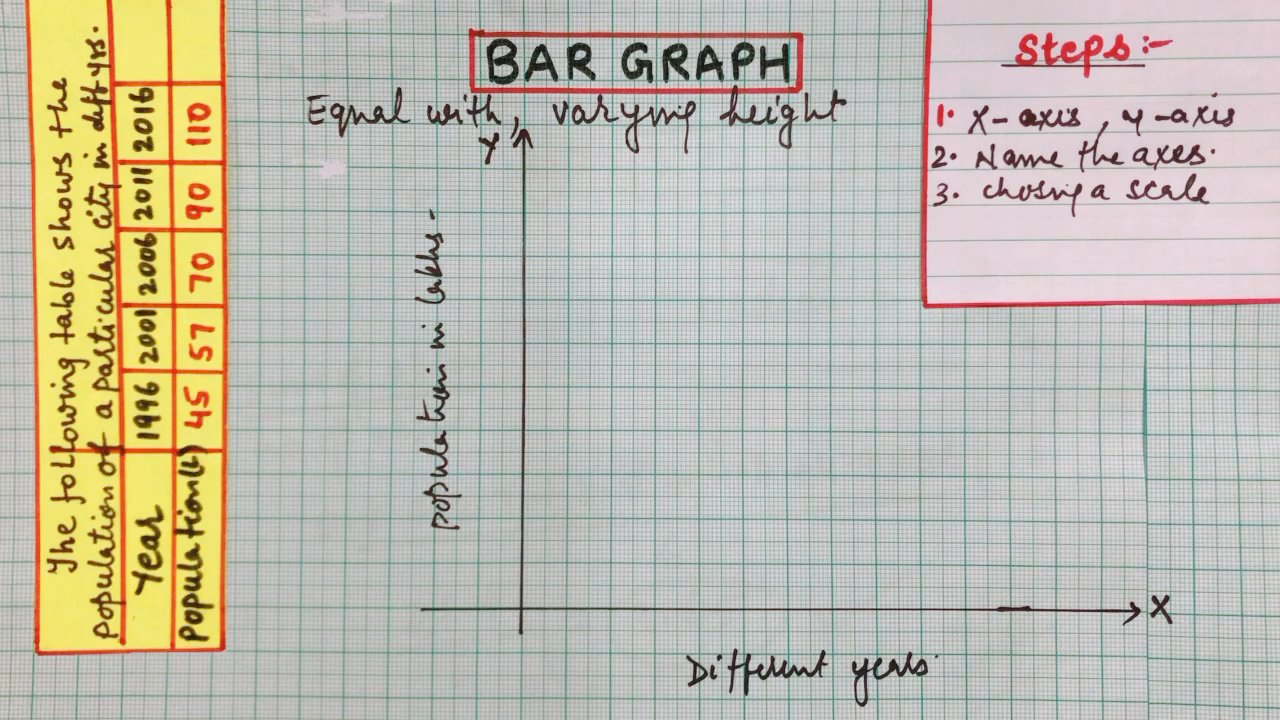 BAR GRAPH
Equal with, varying height
Y
population in lakhs -
X
Different years.
The following table shows the
population of a particular city in diff yrs.
Year 1996 2001 2006 2011 2016
Population(L) 45 57 70 90 110
Steps:-
1. X-axis, y-axis
2. Name the axes.
3. chosing a scale